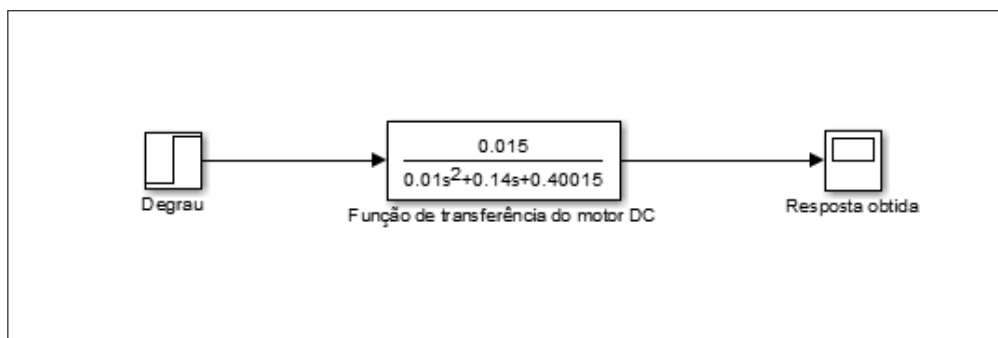 0.015
0.01s²+0.14s+0.40015
Degrau
Função de transferência do motor DC
Resposta obtida